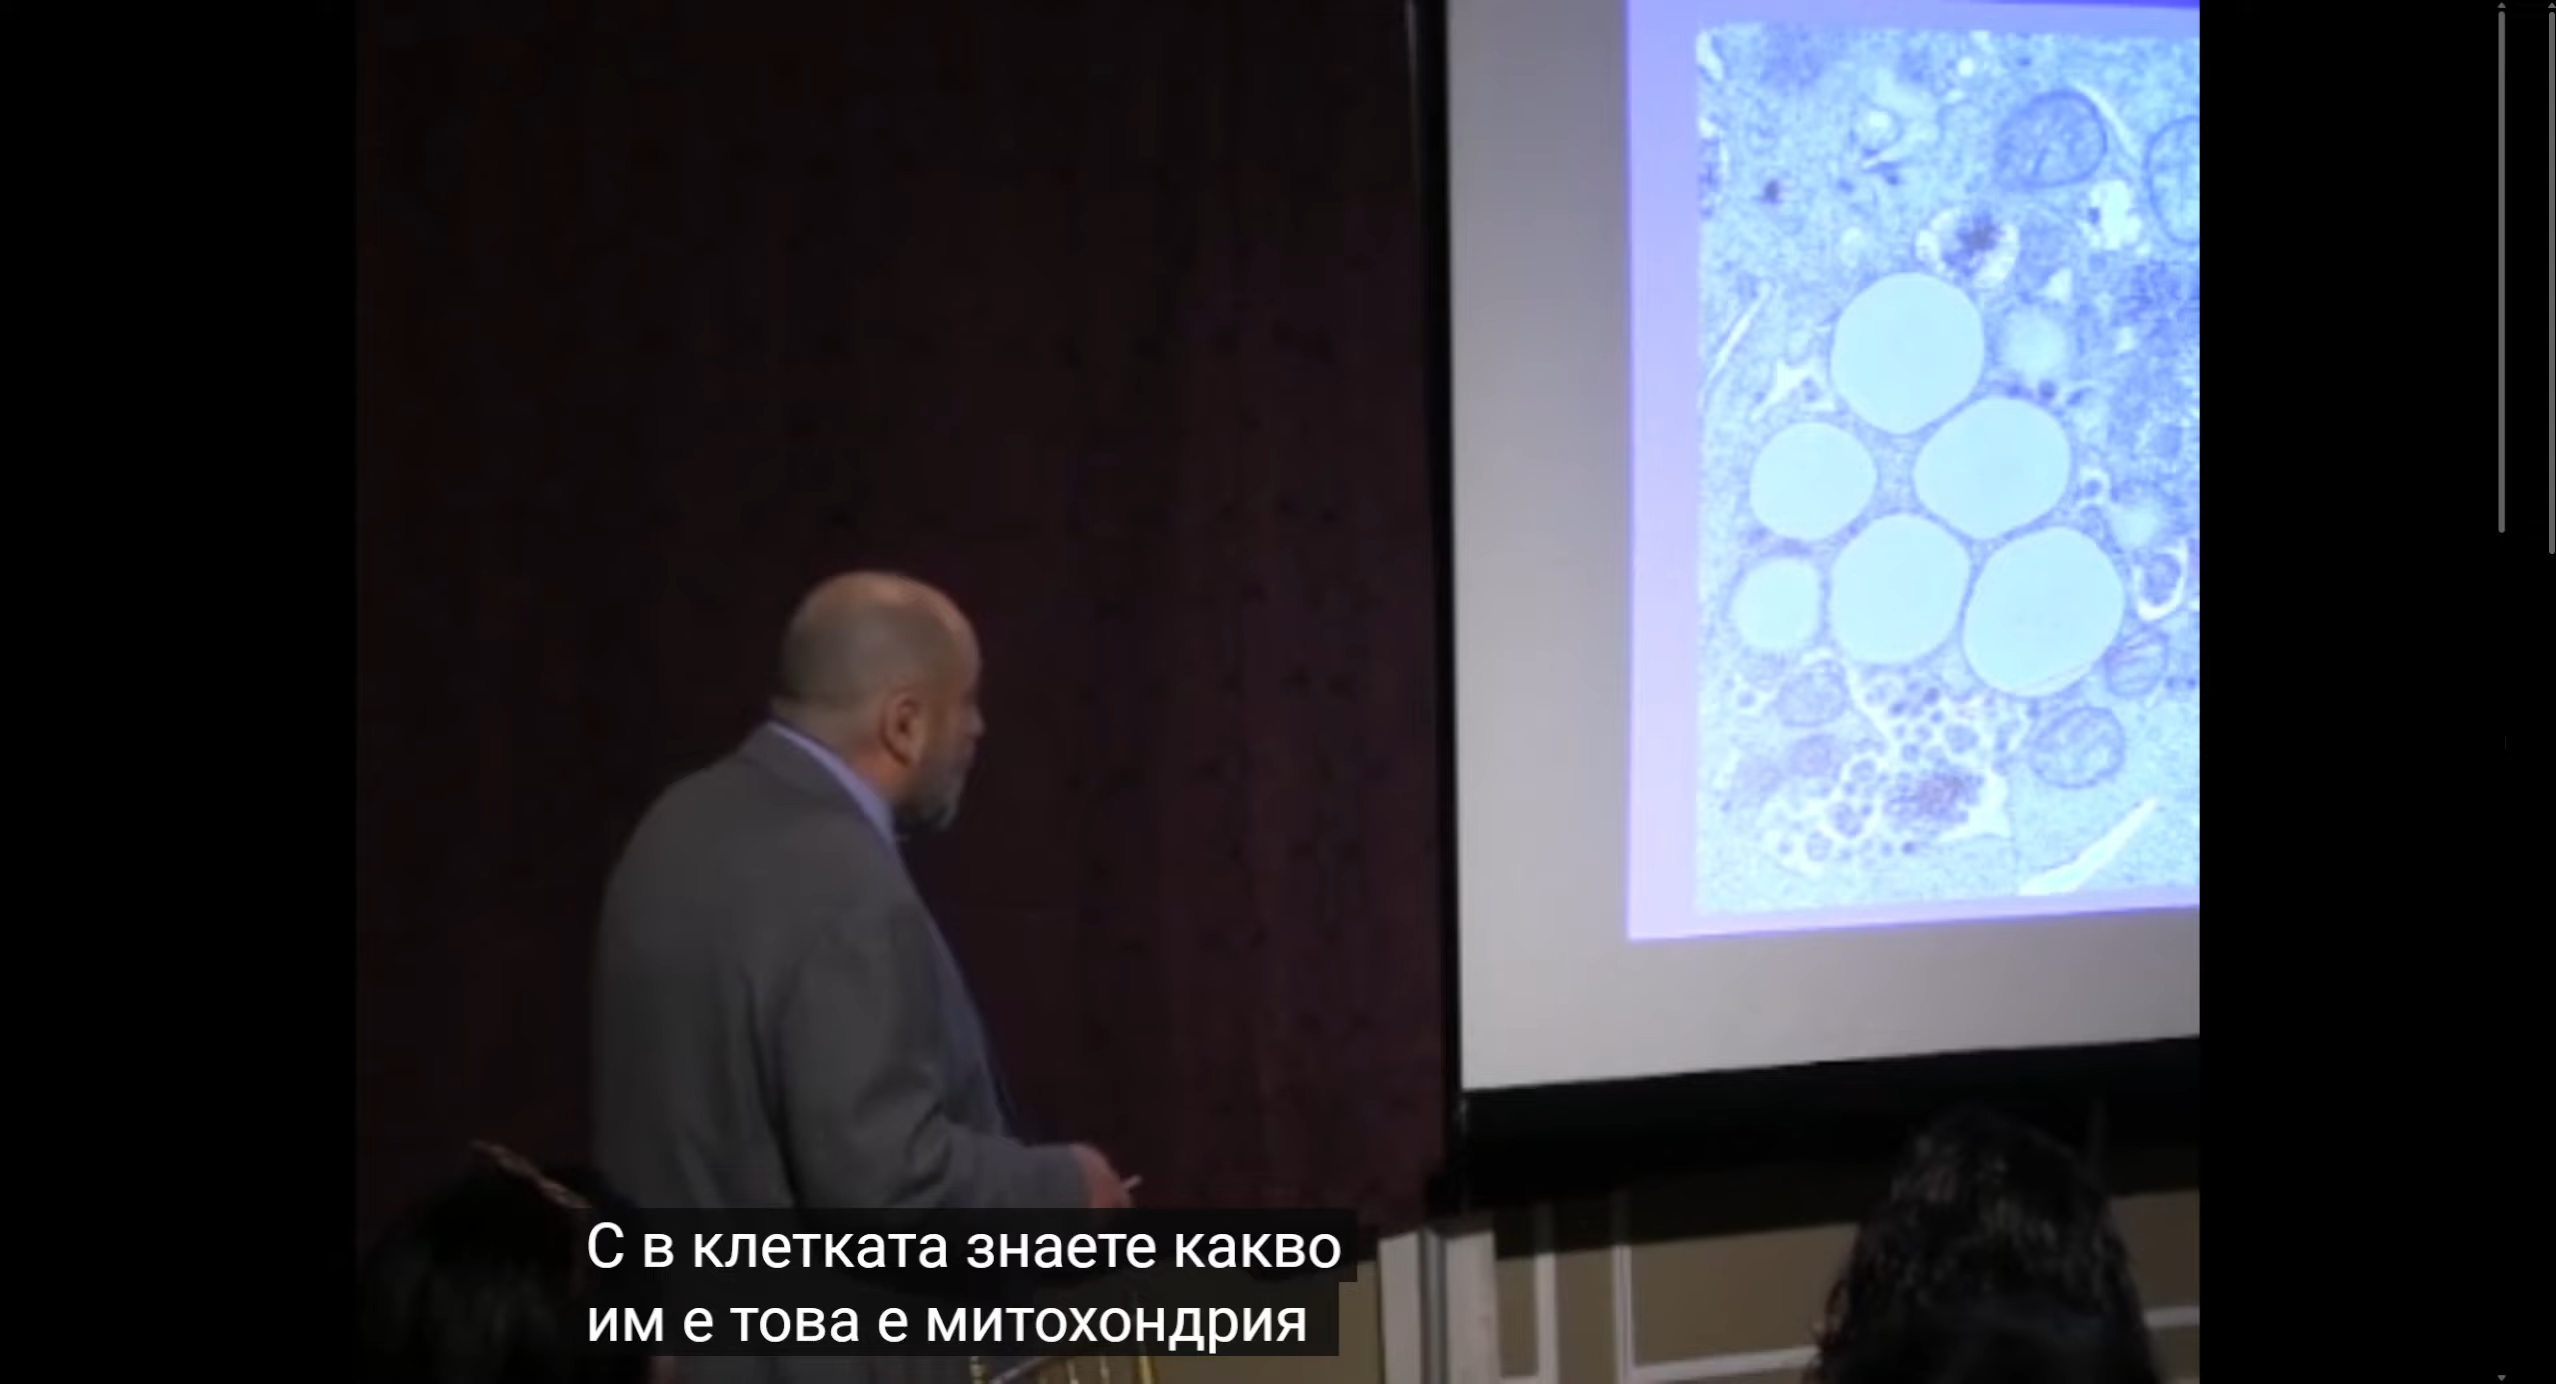 С в клетката знаете какво
им е това е митохондрия